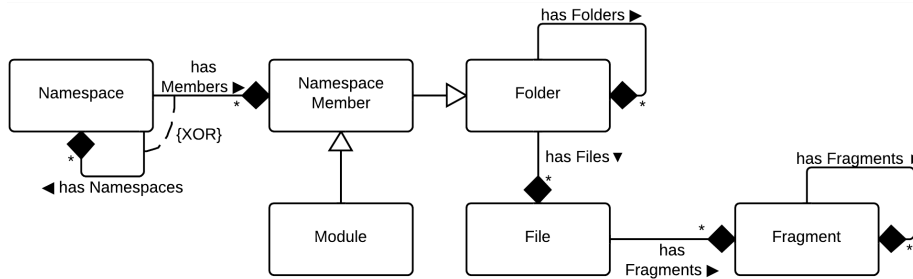 has Folders ▶
has
Members ▶
*
Namespace
Namespace
Member
Folder
*
{XOR}
*
◀ has Namespaces
has Files ▼
*
has Fragments
Module
File
*
Fragment
*
has
Fragments ▶